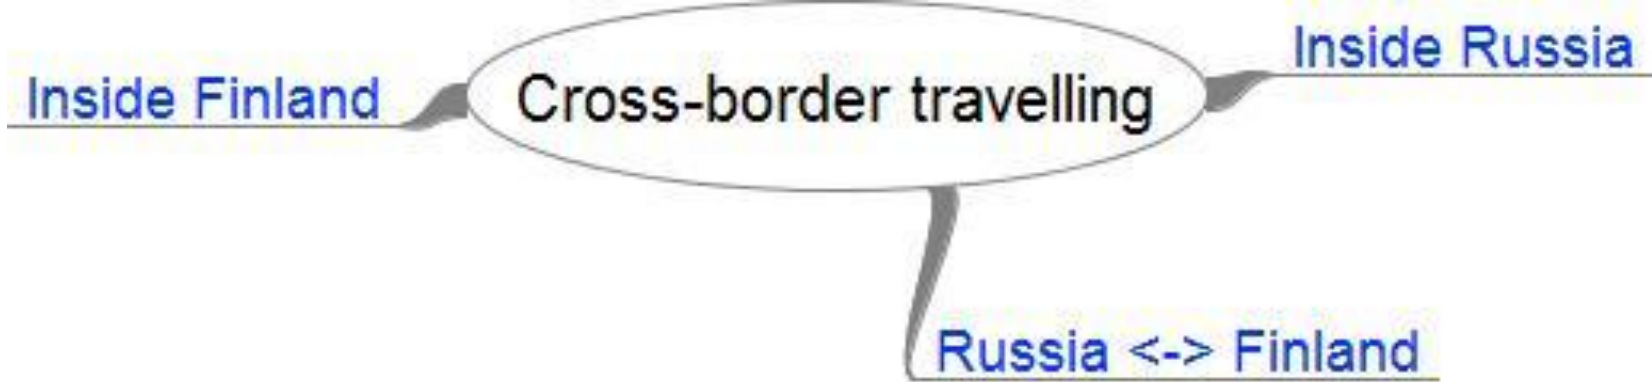 Inside Finland
Cross-border travelling
Inside Russia
Russia <-> Finland